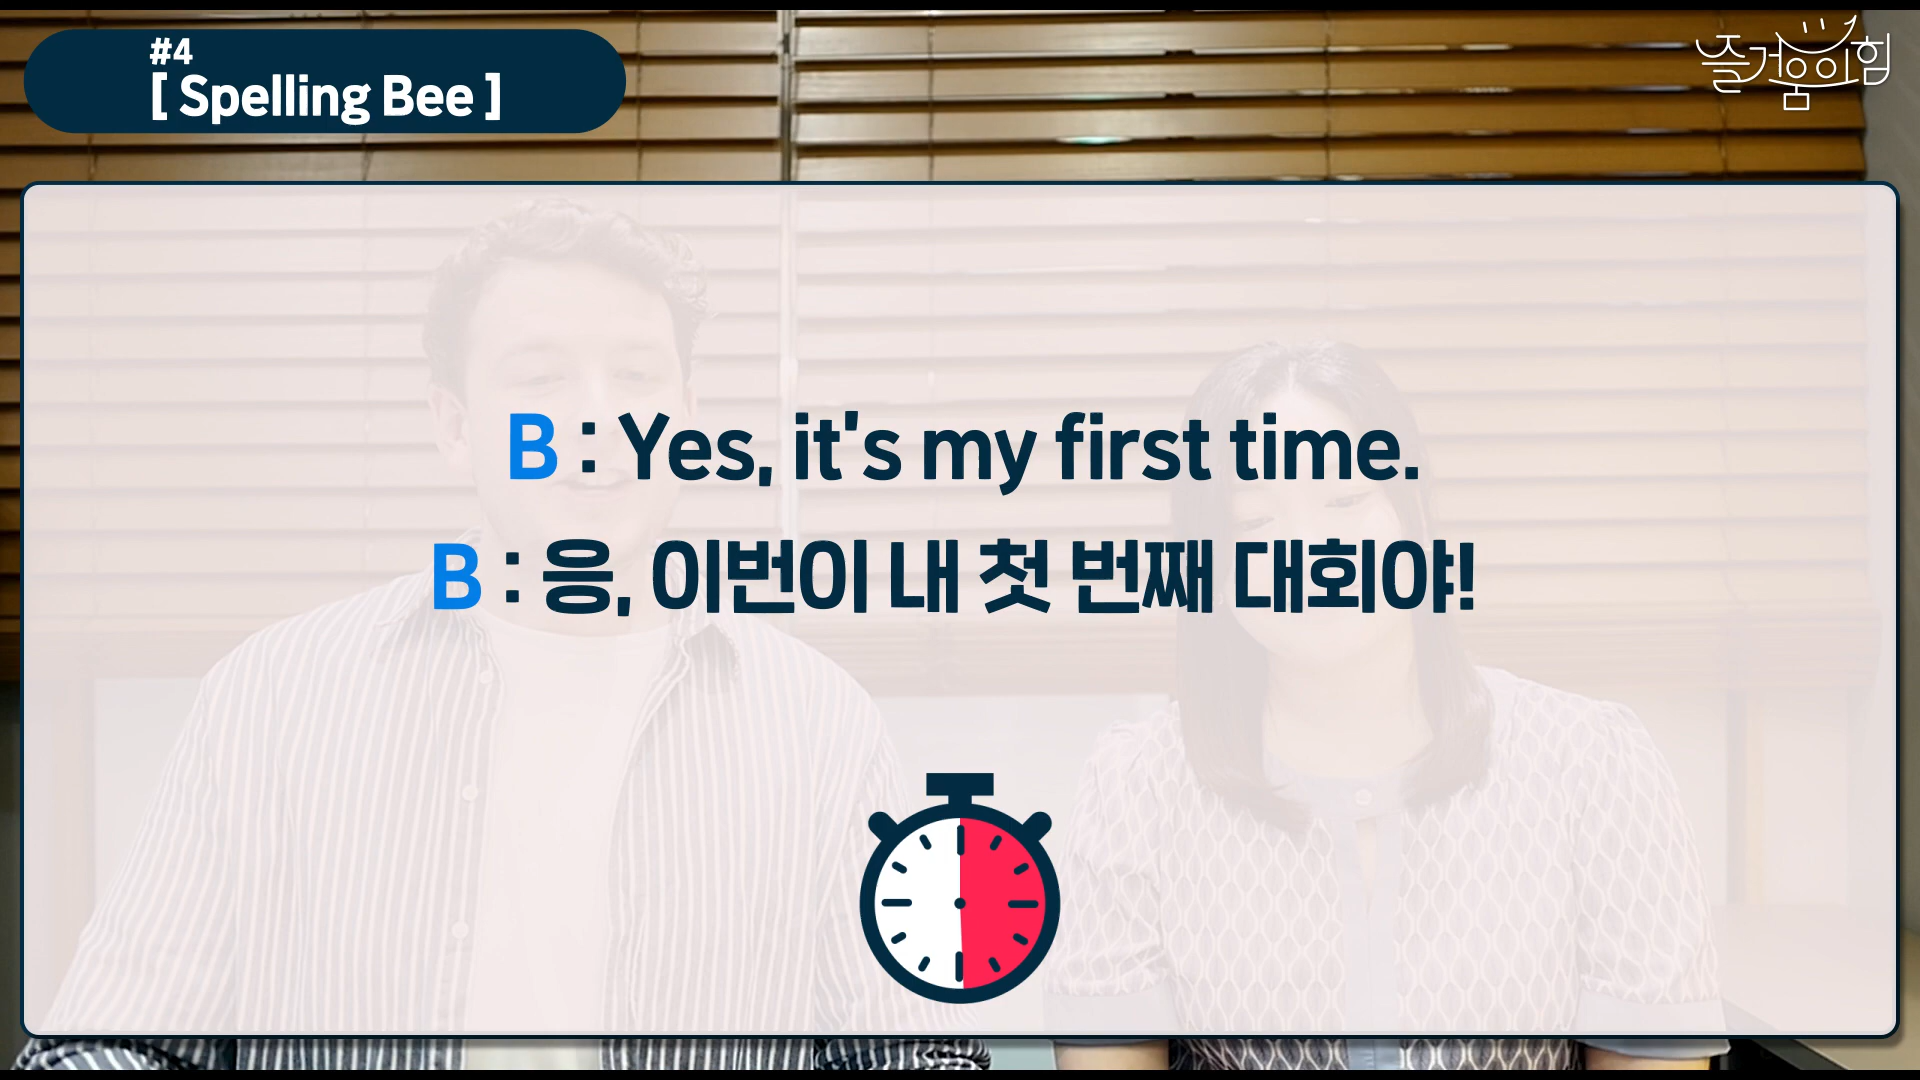 #4
[ Spelling Bee ]
즐거움의힘
B : Yes, it's my first time.
B : 응, 이번이 내 첫 번째 대회야!